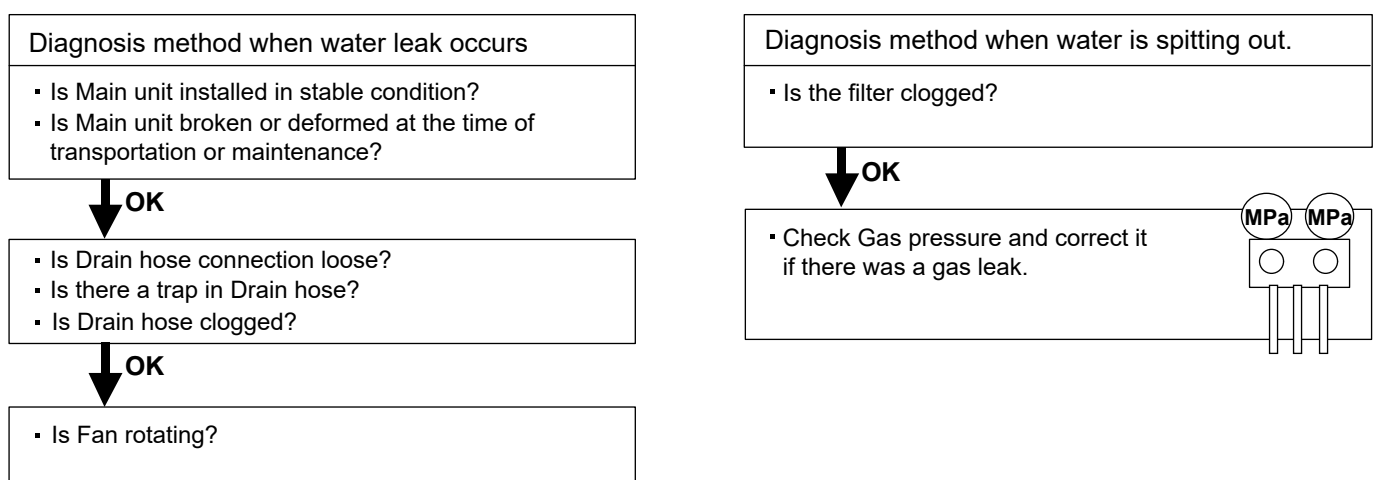 Diagnosis method when water leak occurs
▪ Is Main unit installed in stable condition?
▪ Is Main unit broken or deformed at the time of
transportation or maintenance?
OK
▪ Is Drain hose connection loose?
▪ Is there a trap in Drain hose?
▪ Is Drain hose clogged?
OK
▪ Is Fan rotating?
Diagnosis method when water is spitting out.
▪ Is the filter clogged?
OK
▪ Check Gas pressure and correct it
if there was a gas leak.
MPa MPa